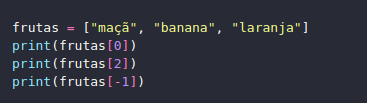 frutas = ["maçã", "banana", "laranja"]
print(frutas[0])
print(frutas[2])
print(frutas[-1])